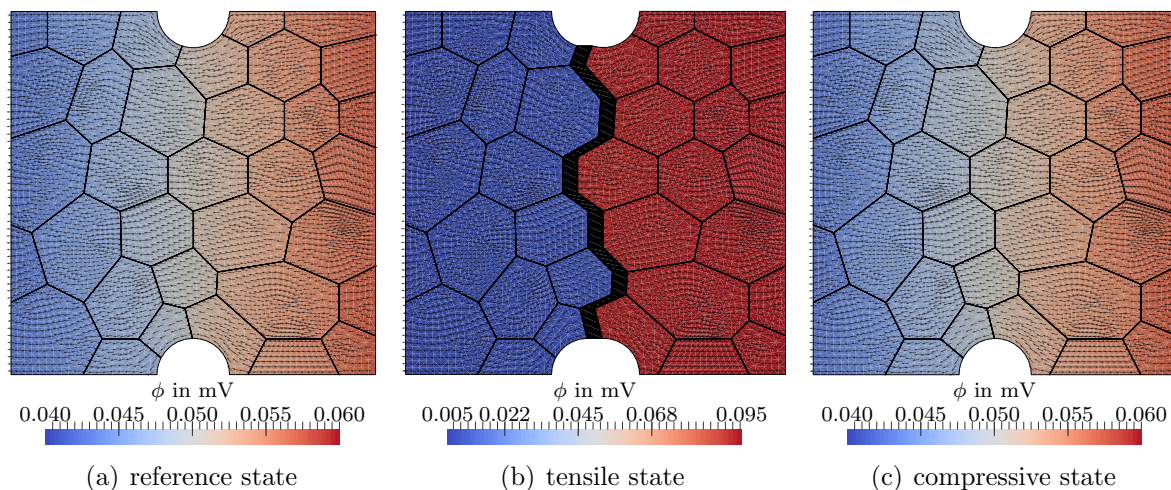 ϕ in mV ϕ in mV ϕ in mV
0.040 0.045 0.050 0.055 0.060 0.005 0.022 0.045 0.068 0.095 0.040 0.045 0.050 0.055 0.060
(a) reference state (b) tensile state (c) compressive state